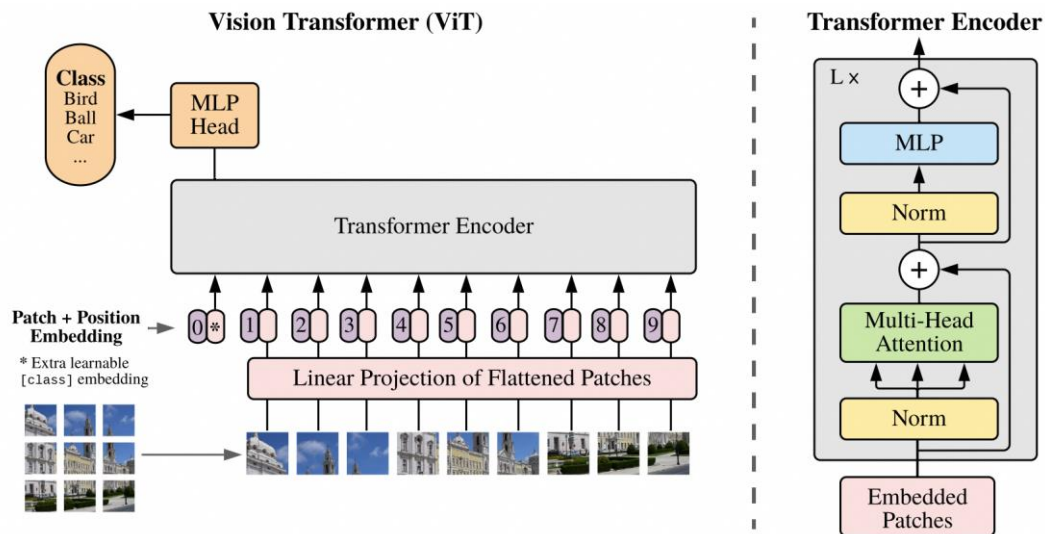 Vision Transformer (ViT)
Class
Bird
Ball
Car
...
MLP
Head
Transformer Encoder
Patch + Position
Embedding
0 * 1 2 3 4 5 6 7 8 9
* Extra learnable
[class] embedding
Linear Projection of Flattened Patches
Transformer Encoder
L ×
+
MLP
Norm
+
Multi-Head
Attention
Norm
Embedded
Patches